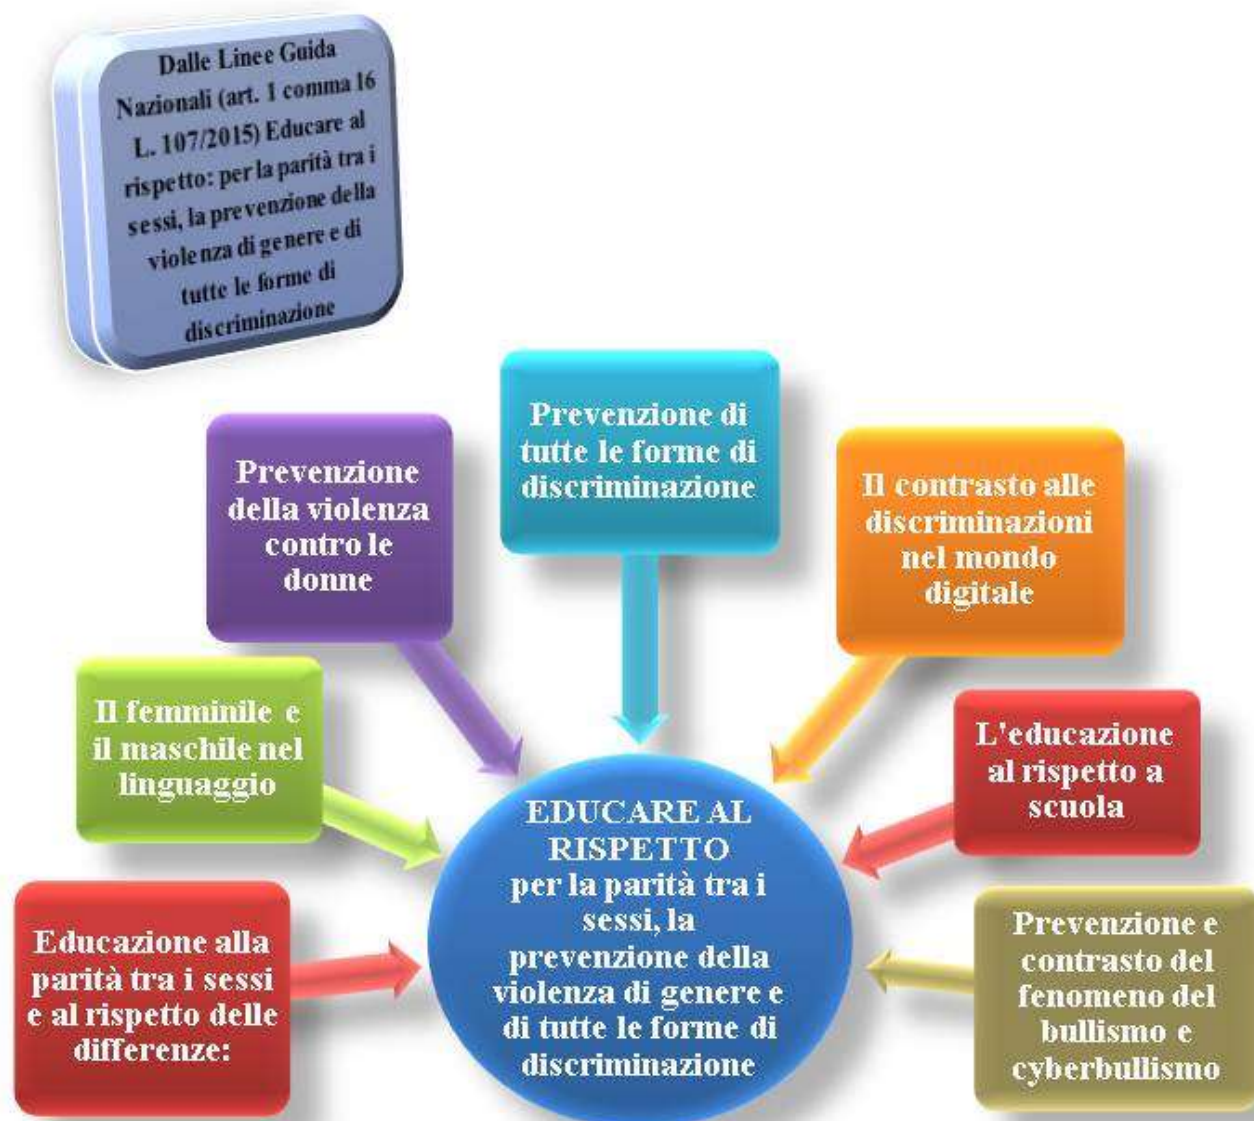 Dalle Linee Guida
Nazionali (art. 1 comma 16
L. 107/2015) Educare al
rispetto: per la parità tra i
sessi, la prevenzione della
violenza di genere e di
tutte le forme di
discriminazione
Prevenzione di
tutte le forme di
discriminazione
Prevenzione
della violenza
contro le
donne
Il contrasto alle
discriminazioni
nel mondo
digitale
Il femminile e
il maschile nel
linguaggio
L'educazione
al rispetto a
scuola
Educazione alla
parità tra i sessi
e al rispetto delle
differenze:
EDUCARE AL
RISPETTO
per la parità tra i
sessi, la
prevenzione della
violenza di genere e
di tutte le forme di
discriminazione
Prevenzione e
contrasto del
fenomeno del
bullismo e
cyberbullismo